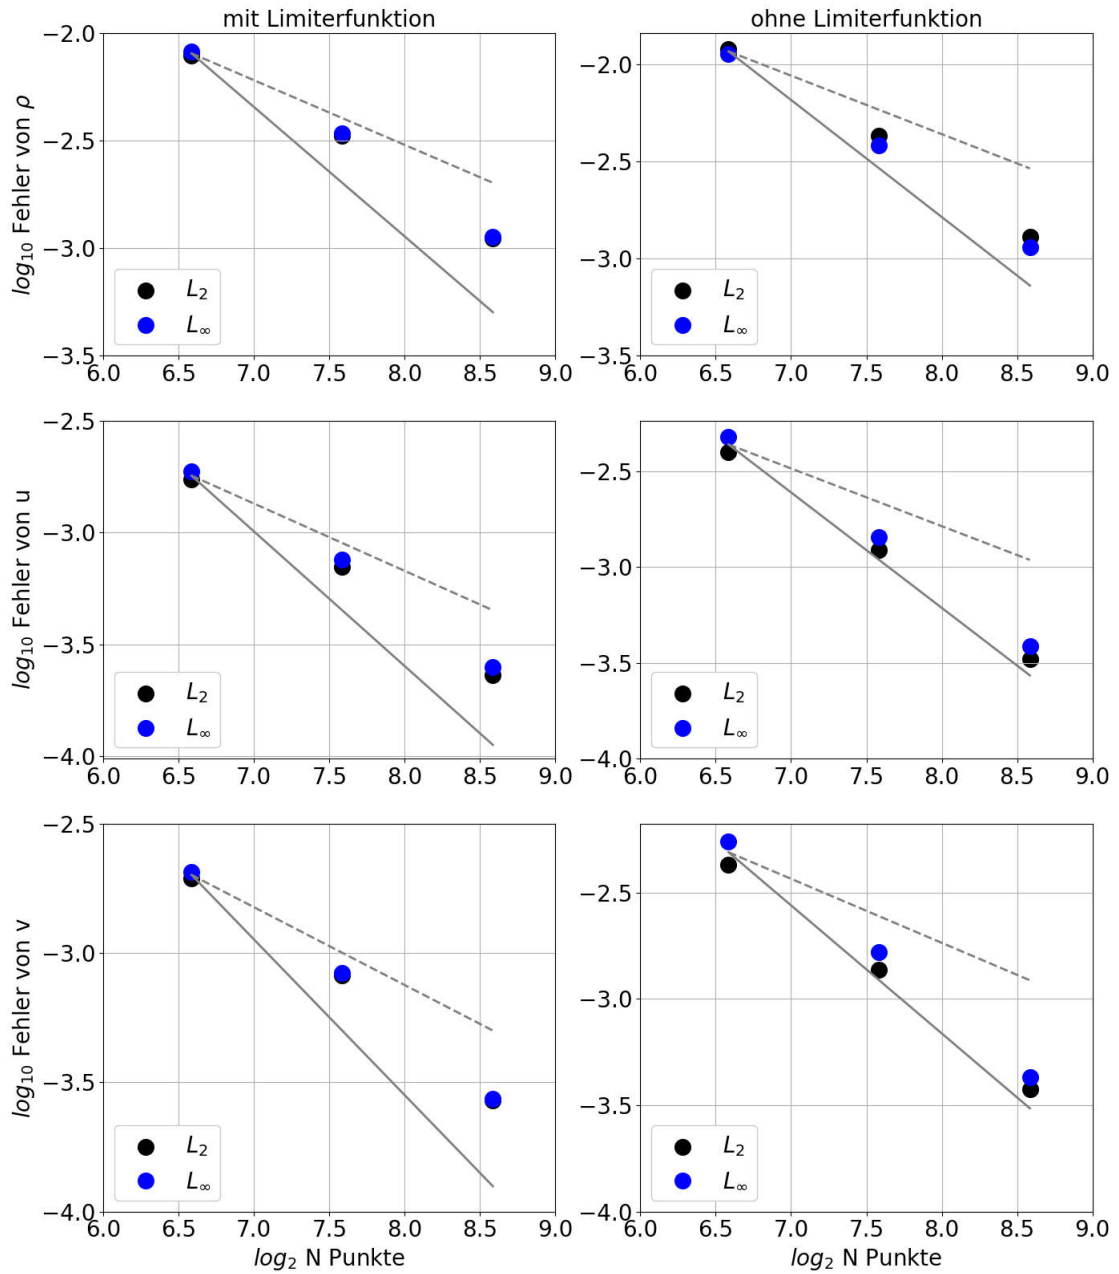 mit Limiterfunktion
ohne Limiterfunktion
log₁₀ Fehler von ρ
−2.0
−2.5
−3.0
−3.5
6.0 6.5 7.0 7.5 8.0 8.5 9.0
L₂
L∞
−2.0
−2.5
−3.0
−3.5
6.0 6.5 7.0 7.5 8.0 8.5 9.0
L₂
L∞
log₁₀ Fehler von u
−2.5
−3.0
−3.5
−4.0
6.0 6.5 7.0 7.5 8.0 8.5 9.0
L₂
L∞
−2.5
−3.0
−3.5
−4.0
6.0 6.5 7.0 7.5 8.0 8.5 9.0
L₂
L∞
log₁₀ Fehler von v
−2.5
−3.0
−3.5
−4.0
6.0 6.5 7.0 7.5 8.0 8.5 9.0
L₂
L∞
log₂ N Punkte
−2.5
−3.0
−3.5
−4.0
6.0 6.5 7.0 7.5 8.0 8.5 9.0
L₂
L∞
log₂ N Punkte